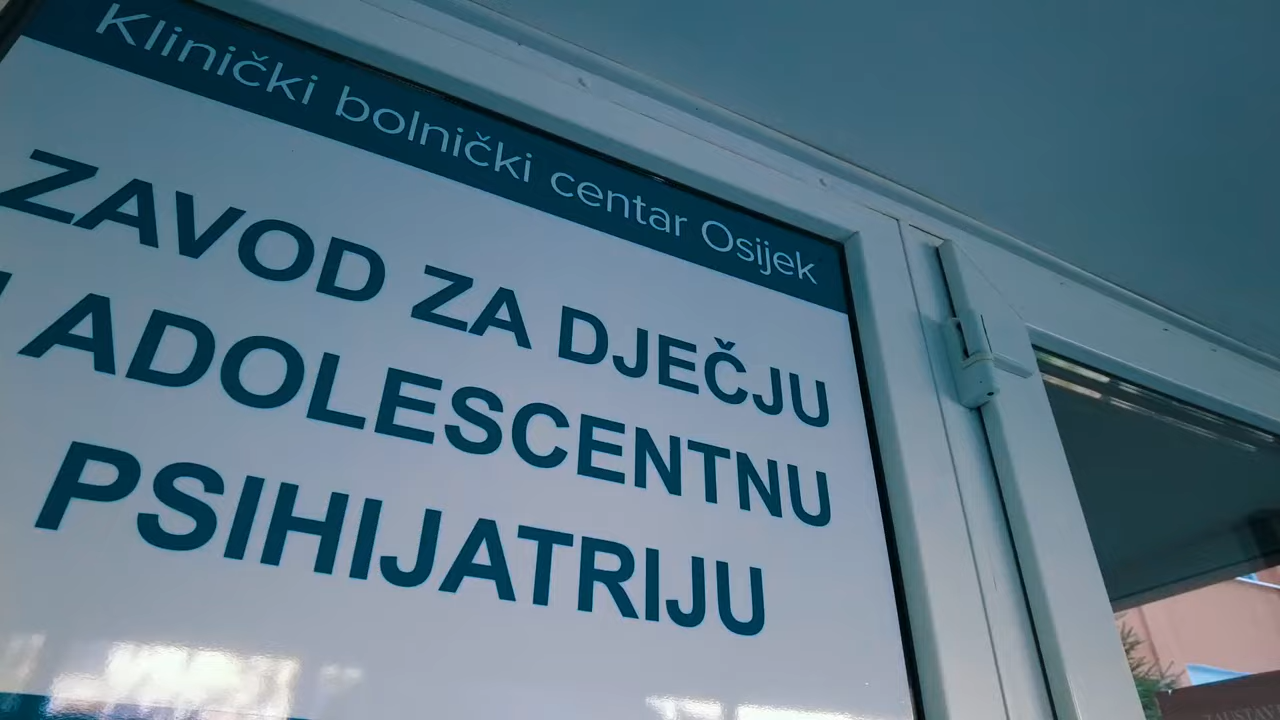 Klinički bolnički centar Osijek
ZAVOD ZA DJEČJU
I ADOLESCENTNU
PSIHIJATRIJU